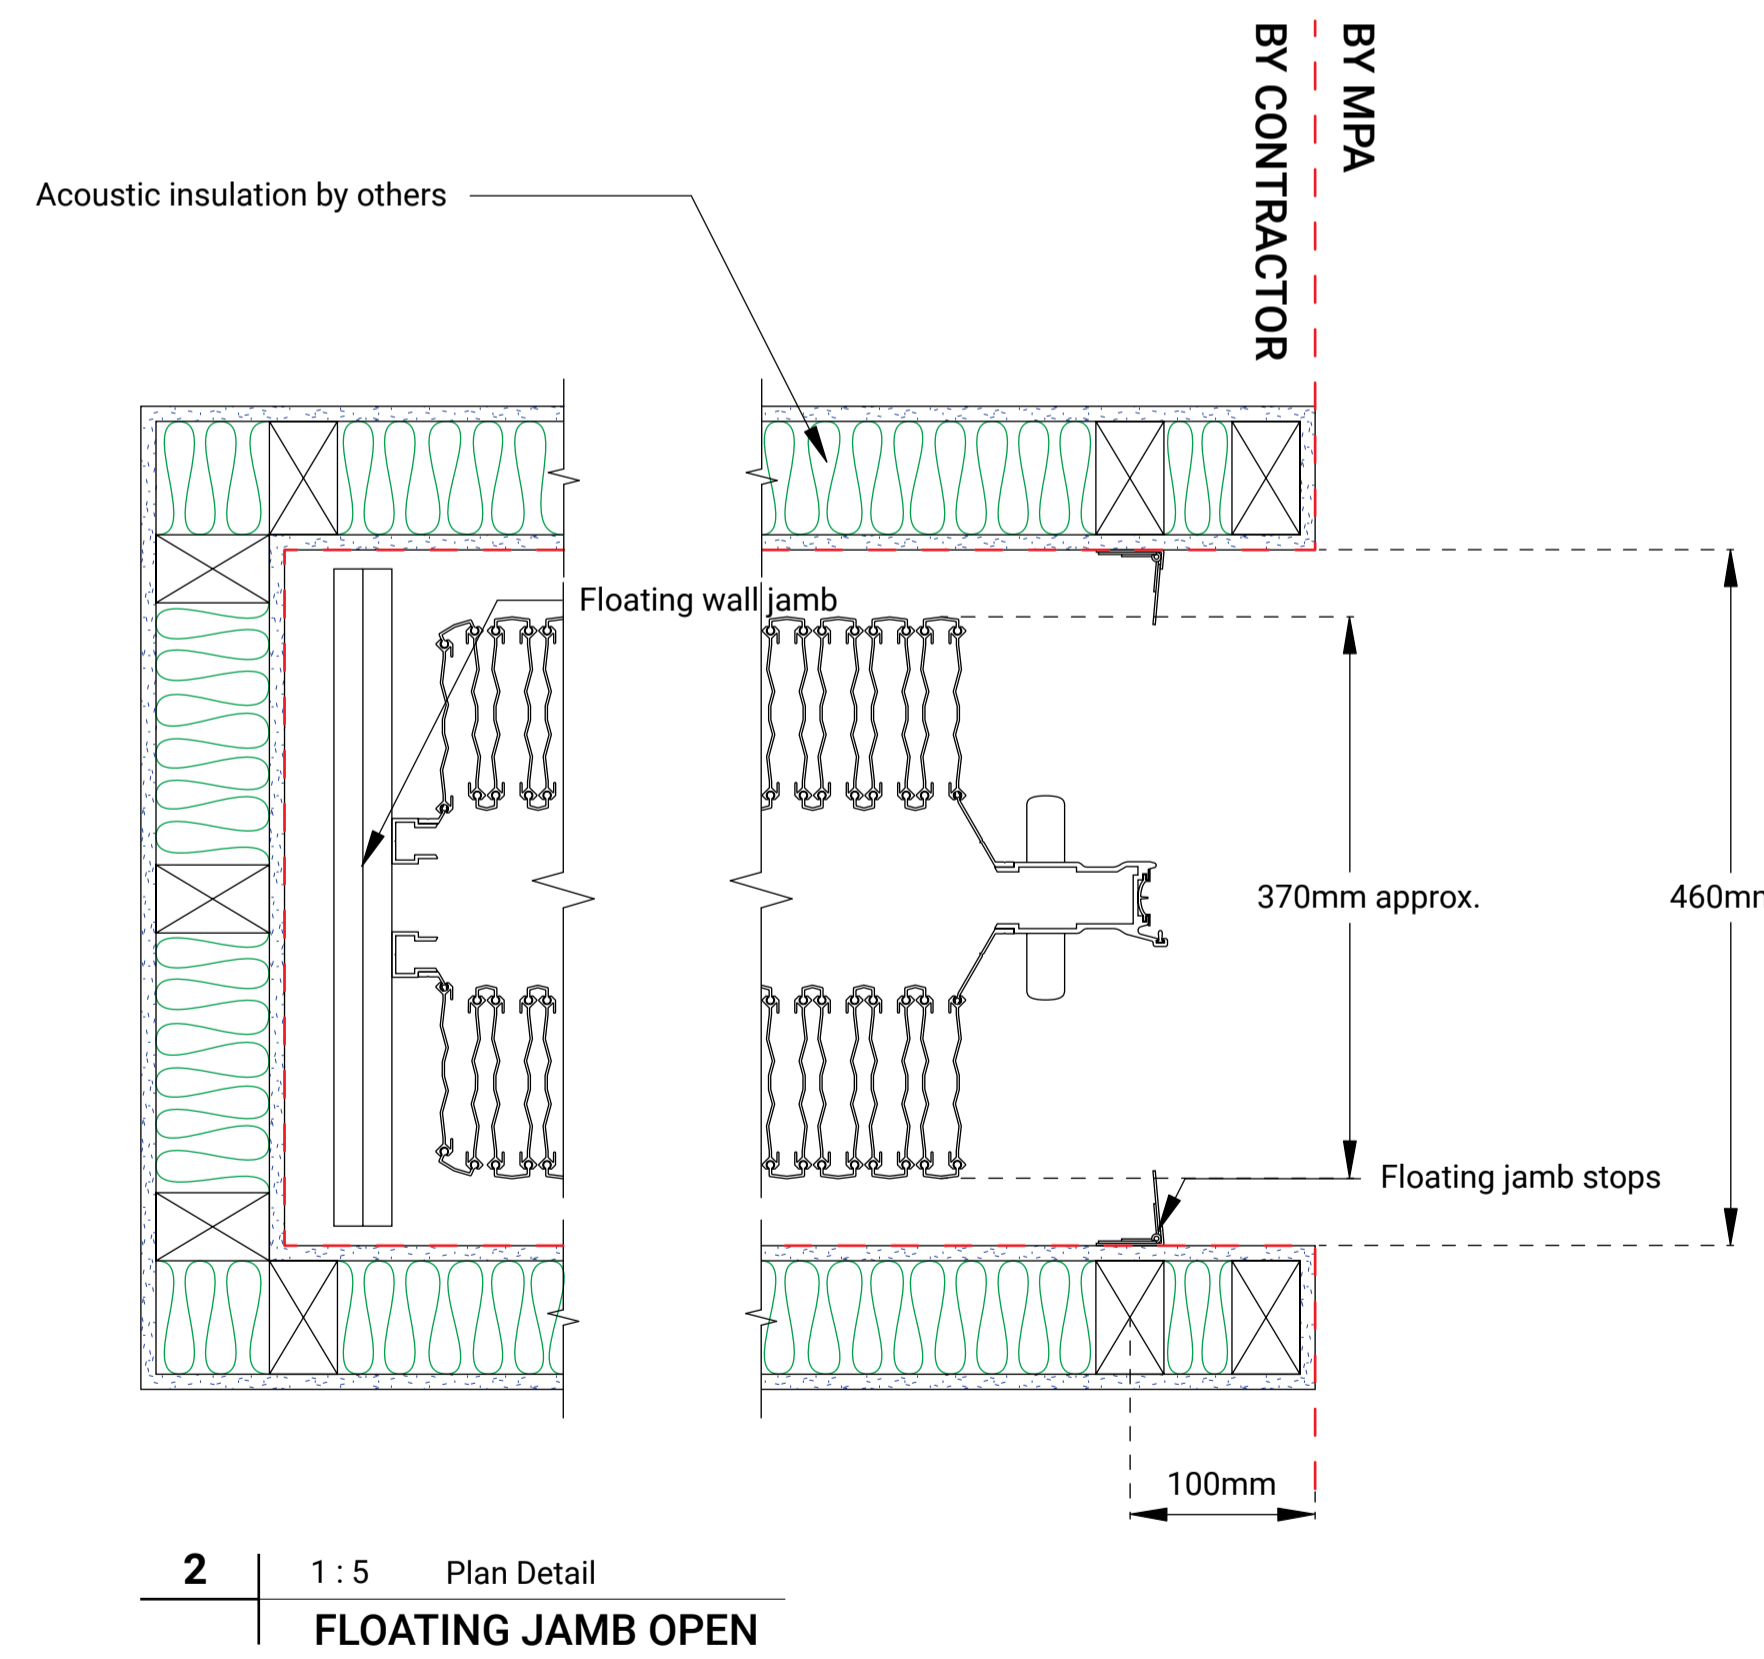 BY MPA
BY CONTRACTOR
Acoustic insulation by others
Floating wall jamb
370mm approx.
Floating jamb stops
100mm
2
1 : 5 Plan Detail
FLOATING JAMB OPEN